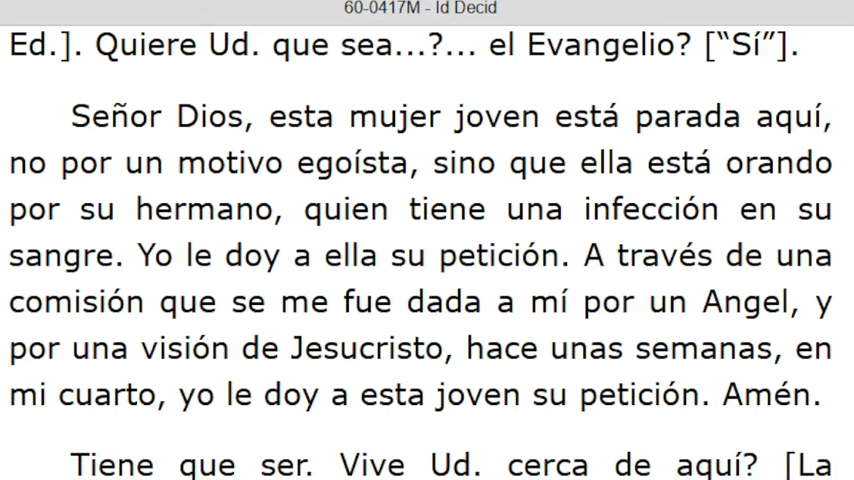 60-0417M - Id Decid
Ed.]. Quiere Ud. que sea...?... el Evangelio? [“Sí”].
Señor Dios, esta mujer joven está parada aquí,
no por un motivo egoísta, sino que ella está orando
por su hermano, quien tiene una infección en su
sangre. Yo le doy a ella su petición. A través de una
comisión que se me fue dada a mí por un Angel, y
por una visión de Jesucristo, hace unas semanas, en
mi cuarto, yo le doy a esta joven su petición. Amén.
Tiene que ser. Vive Ud. cerca de aquí? [La